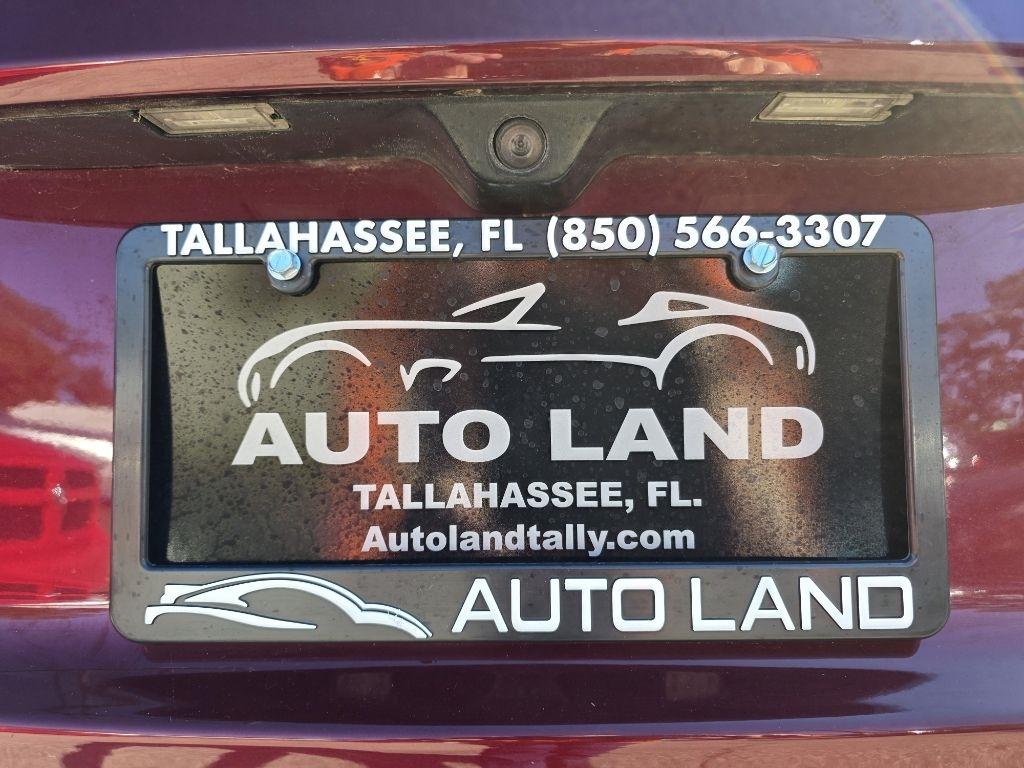 TALLAHASSEE, FL (850) 566-3307
AUTO LAND
TALLAHASSEE, FL.
Autolandtally.com
AUTO LAND